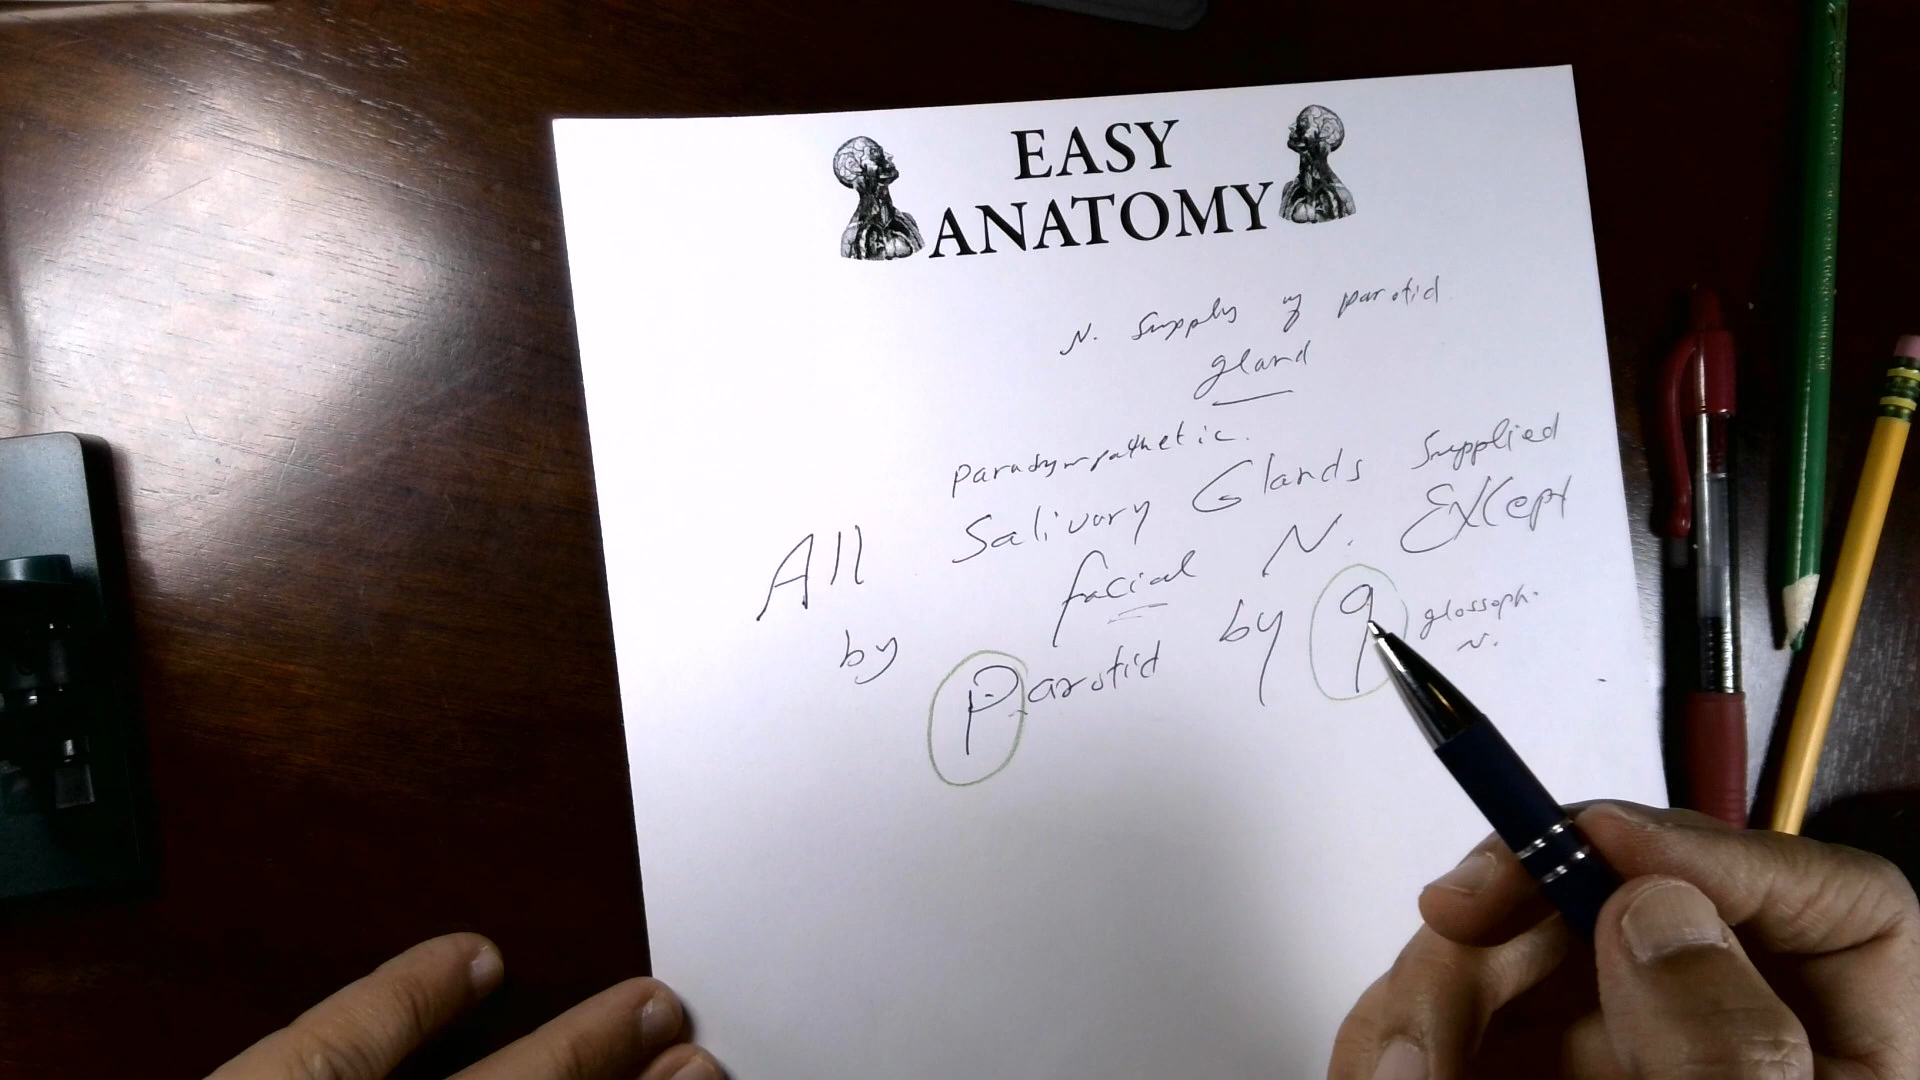 EASY
ANATOMY
N. Supply of parotid
gland
parasympathetic.
All Salivary Glands Supplied
by facial N. Except
Parotid by 9 glossoph.
N.